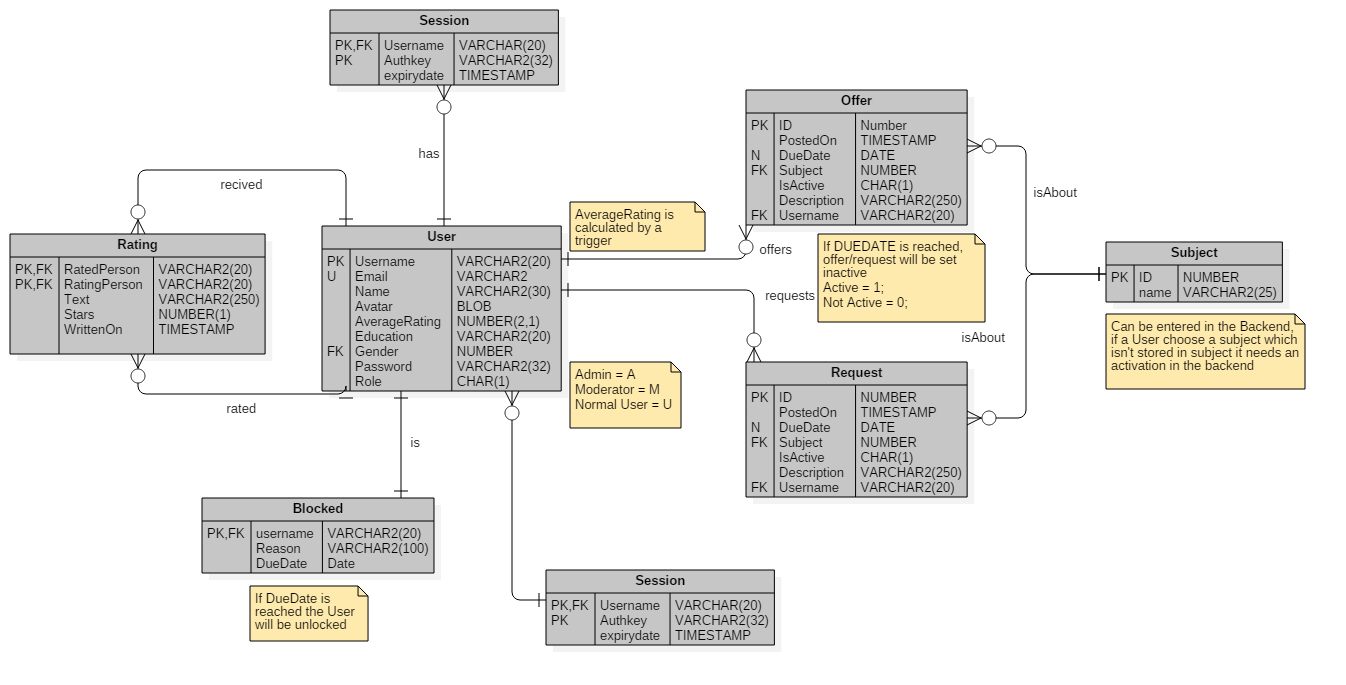 Session
PK,FK Username VARCHAR(20)
PK Authkey VARCHAR2(32)
expirydate TIMESTAMP
has
recived
Rating
PK,FK RatedPerson VARCHAR2(20)
PK,FK RatingPerson VARCHAR2(20)
Text VARCHAR2(250)
Stars NUMBER(1)
WrittenOn TIMESTAMP
rated
User
PK Username VARCHAR2(20)
U Email VARCHAR2
Name VARCHAR2(30)
Avatar BLOB
AverageRating NUMBER(2,1)
Education VARCHAR2(20)
FK Gender NUMBER
Password VARCHAR2(32)
Role CHAR(1)
AverageRating is
calculated by a
trigger
offers
requests
Admin = A
Moderator = M
Normal User = U
Offer
PK ID Number
PostedOn TIMESTAMP
N DueDate DATE
FK Subject NUMBER
IsActive CHAR(1)
Description VARCHAR2(250)
FK Username VARCHAR2(20)
If DUEDATE is reached,
offer/request will be set
inactive
Active = 1;
Not Active = 0;
isAbout
isAbout
Subject
PK ID NUMBER
name VARCHAR2(25)
Can be entered in the Backend,
if a User choose a subject which
isn't stored in subject it needs an
activation in the backend
Request
PK ID NUMBER
PostedOn TIMESTAMP
N DueDate DATE
FK Subject NUMBER
IsActive CHAR(1)
Description VARCHAR2(250)
FK Username VARCHAR2(20)
is
Blocked
PK,FK username VARCHAR2(20)
Reason VARCHAR2(100)
DueDate Date
If DueDate is
reached the User
will be unlocked
Session
PK,FK Username VARCHAR(20)
PK Authkey VARCHAR2(32)
expirydate TIMESTAMP